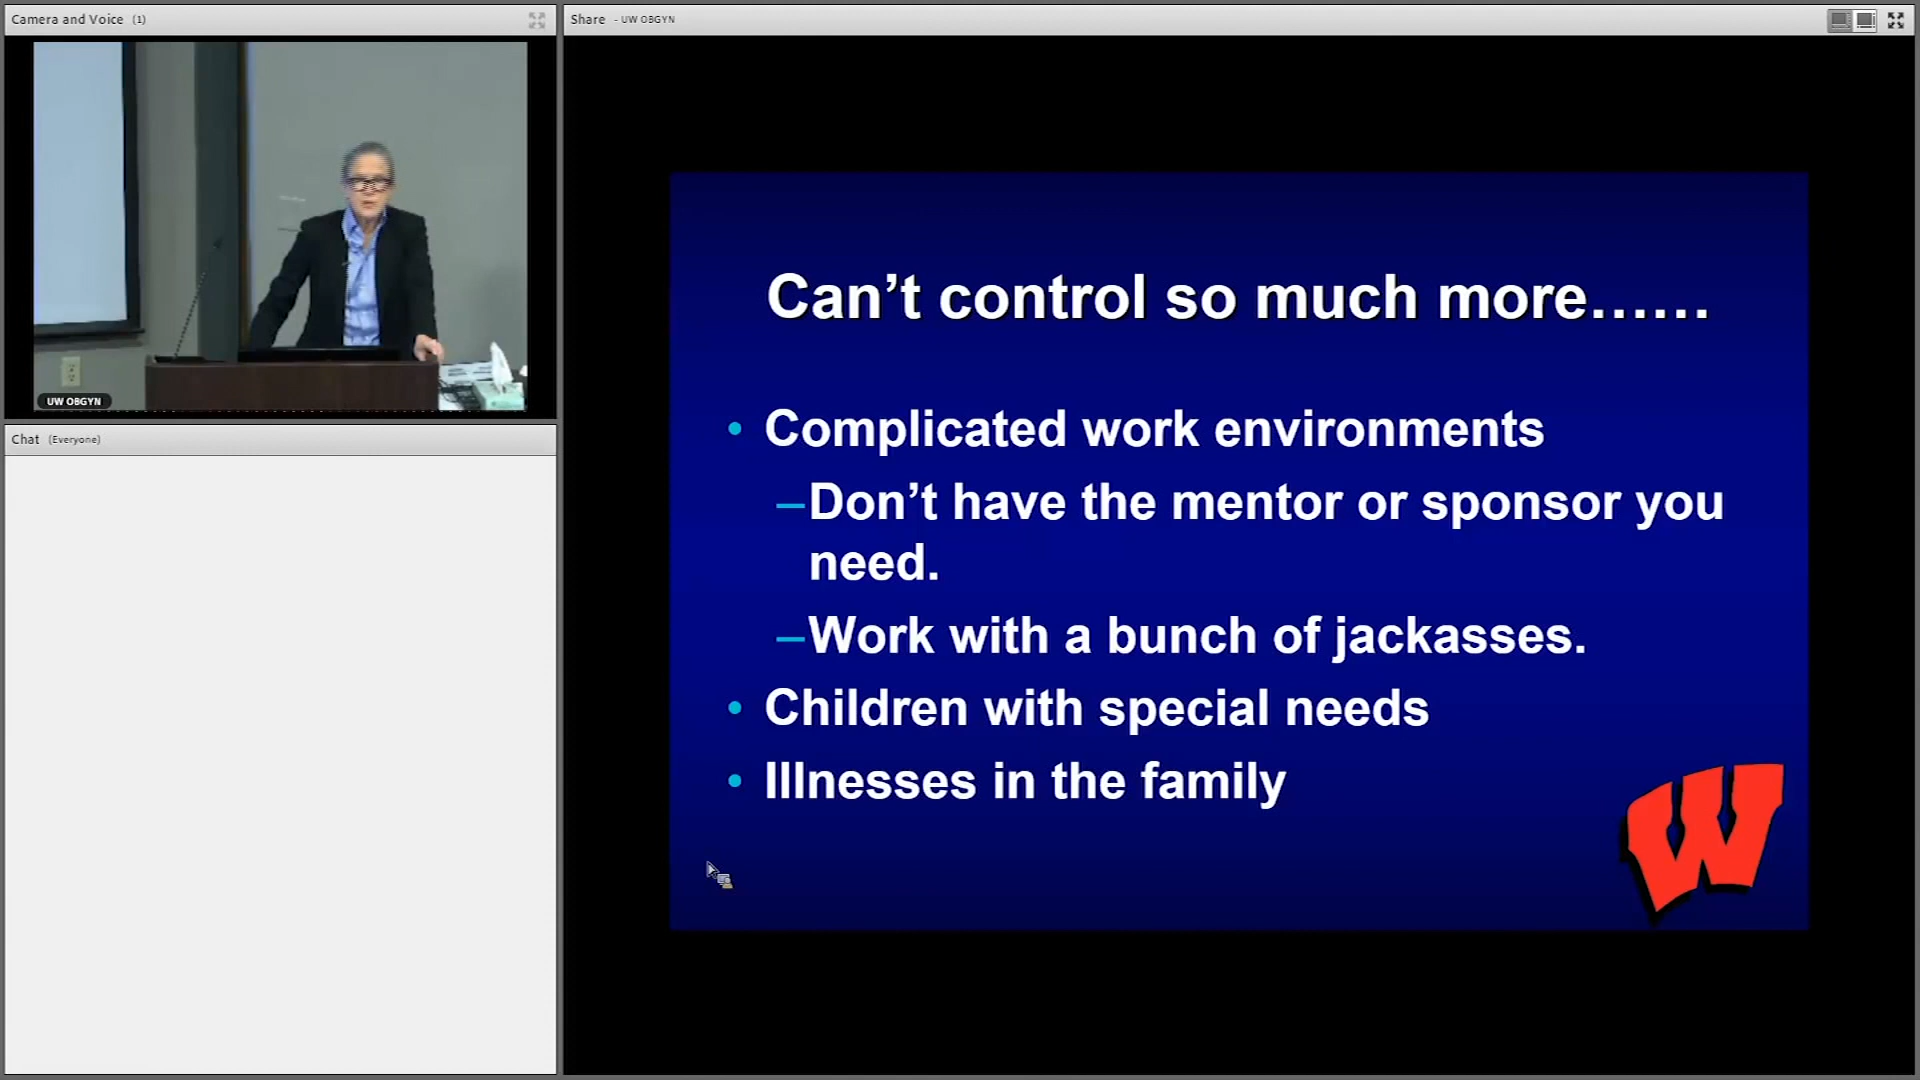 Camera and Voice (1)
UW OBGYN
Chat (Everyone)
Share - UW OBGYN
Can’t control so much more……
• Complicated work environments
–Don’t have the mentor or sponsor you
need.
–Work with a bunch of jackasses.
• Children with special needs
• Illnesses in the family
W